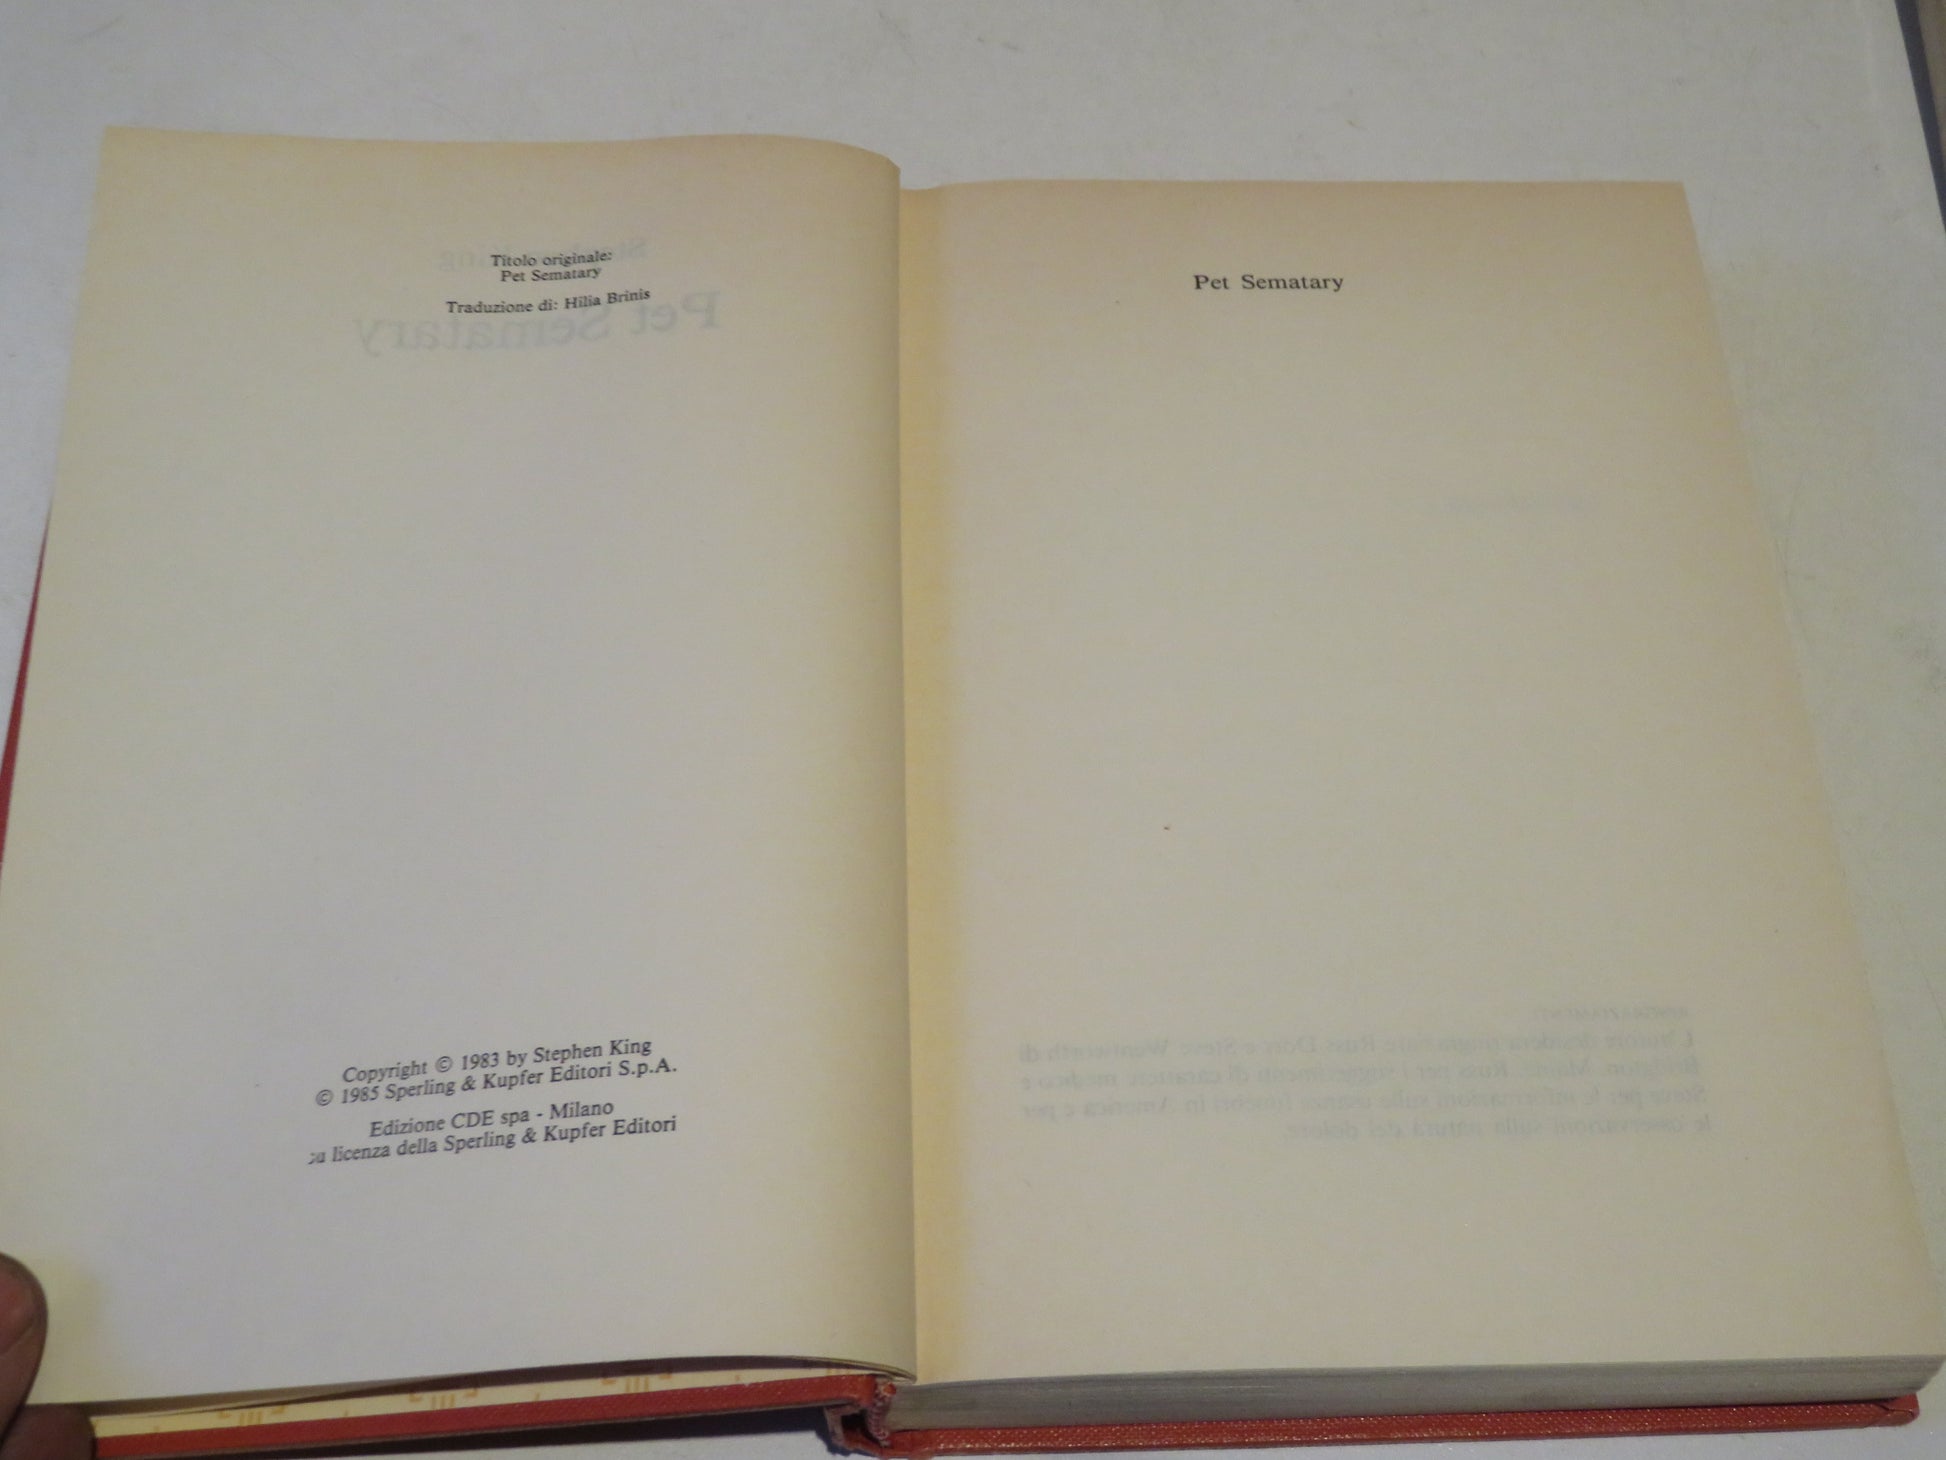 Titolo originale:
Pet Sematary
Traduzione di: Hilia Brinis
Copyright © 1983 by Stephen King
© 1985 Sperling & Kupfer Editori S.p.A.
Edizione CDE spa - Milano
licenza della Sperling & Kupfer Editori
Pet Sematary